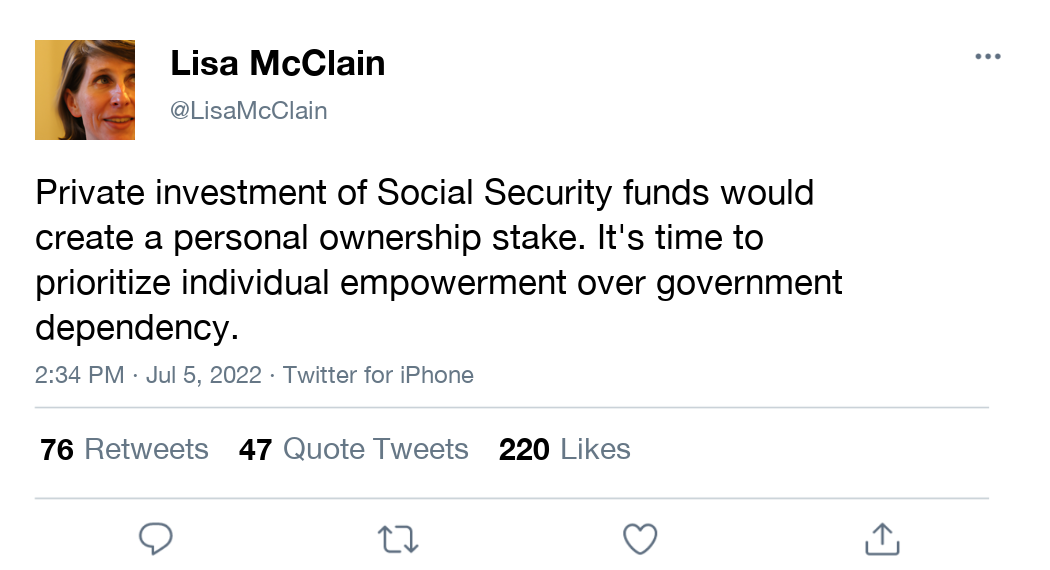 Lisa McClain
@LisaMcClain
Private investment of Social Security funds would
create a personal ownership stake. It's time to
prioritize individual empowerment over government
dependency.
2:34 PM · Jul 5, 2022 · Twitter for iPhone
76 Retweets 47 Quote Tweets 220 Likes